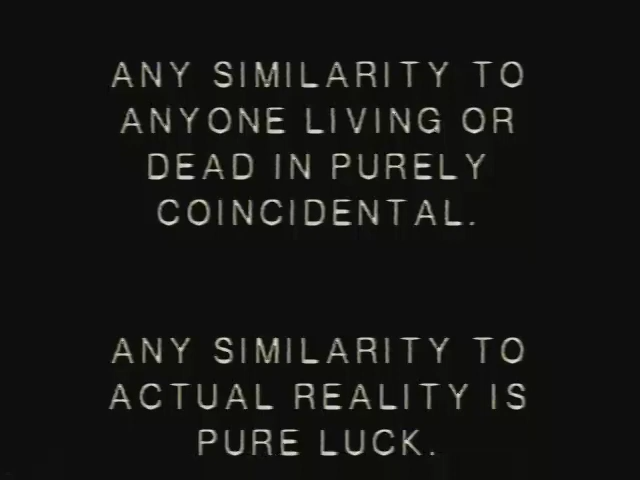 ANY SIMILARITY TO
ANYONE LIVING OR
DEAD IN PURELY
COINCIDENTAL.
ANY SIMILARITY TO
ACTUAL REALITY IS
PURE LUCK.